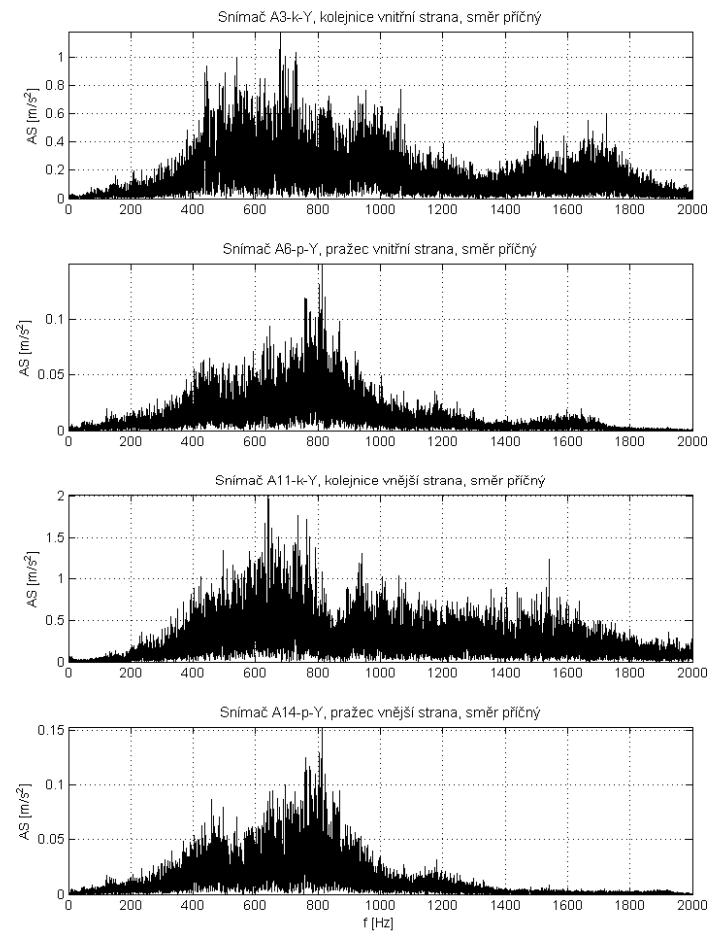 Snímač A3-k-Y, kolejnice vnitřní strana, směr příčný
AS [m/s²]
1
0.8
0.6
0.4
0.2
0
0 200 400 600 800 1000 1200 1400 1600 1800 2000
Snímač A6-p-Y, pražec vnitřní strana, směr příčný
AS [m/s²]
0.1
0.05
0
0 200 400 600 800 1000 1200 1400 1600 1800 2000
Snímač A11-k-Y, kolejnice vnější strana, směr příčný
AS [m/s²]
2
1.5
1
0.5
0
0 200 400 600 800 1000 1200 1400 1600 1800 2000
Snímač A14-p-Y, pražec vnější strana, směr příčný
AS [m/s²]
0.15
0.1
0.05
0
0 200 400 600 800 1000 1200 1400 1600 1800 2000
f [Hz]